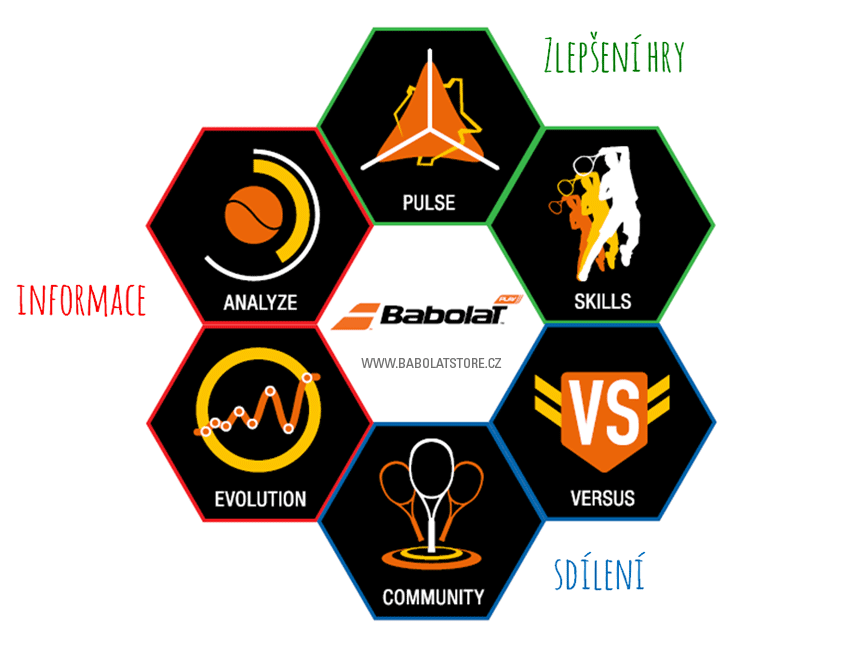 Zlepšení hry
PULSE
ANALYZE
SKILLS
informace
BabolaT PLAY
WWW.BABOLATSTORE.CZ
EVOLUTION
VS
VERSUS
COMMUNITY
sdílení